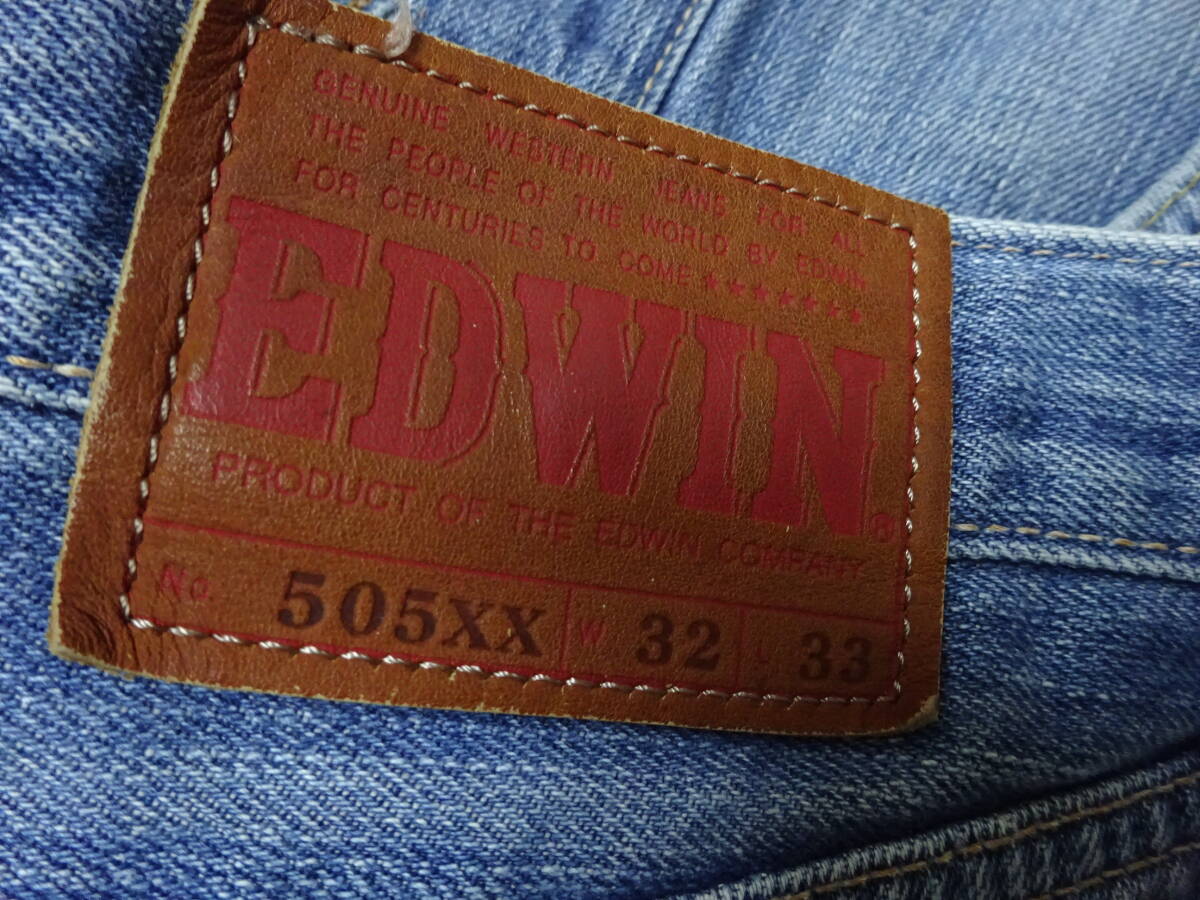 GENUINE WESTERN JEANS FOR ALL
THE PEOPLE OF THE WORLD BY EDWIN
FOR CENTURIES TO COME ★★★★★★★
EDWIN®
PRODUCT OF THE EDWIN COMPANY
No. 505XX W 32 L 33